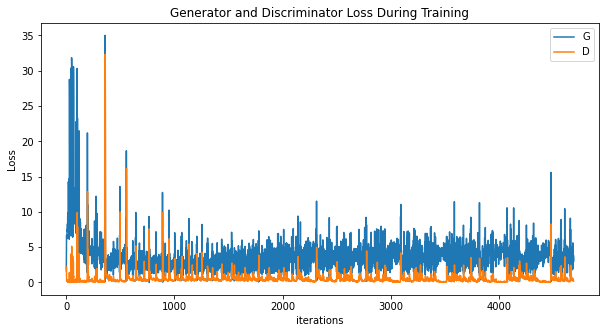 Generator and Discriminator Loss During Training
G
D
35
30
25
20
15
10
5
0
Loss
0 1000 2000 3000 4000
iterations